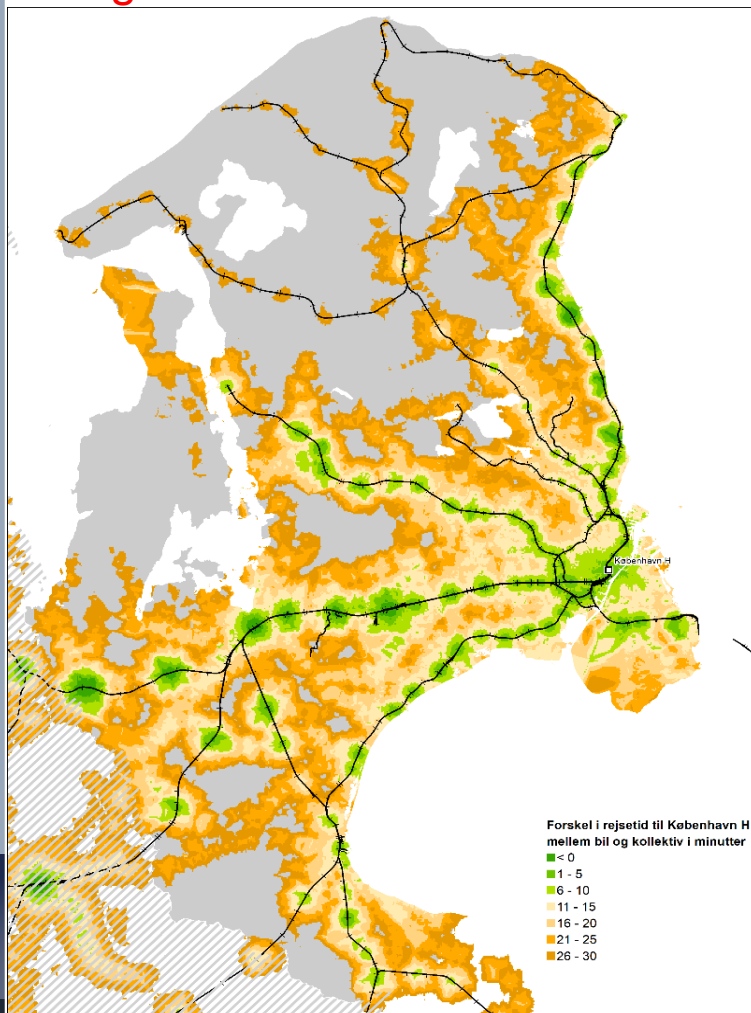 København H
Forskel i rejsetid til København H
mellem bil og kollektiv i minutter
< 0
1 - 5
6 - 10
11 - 15
16 - 20
21 - 25
26 - 30